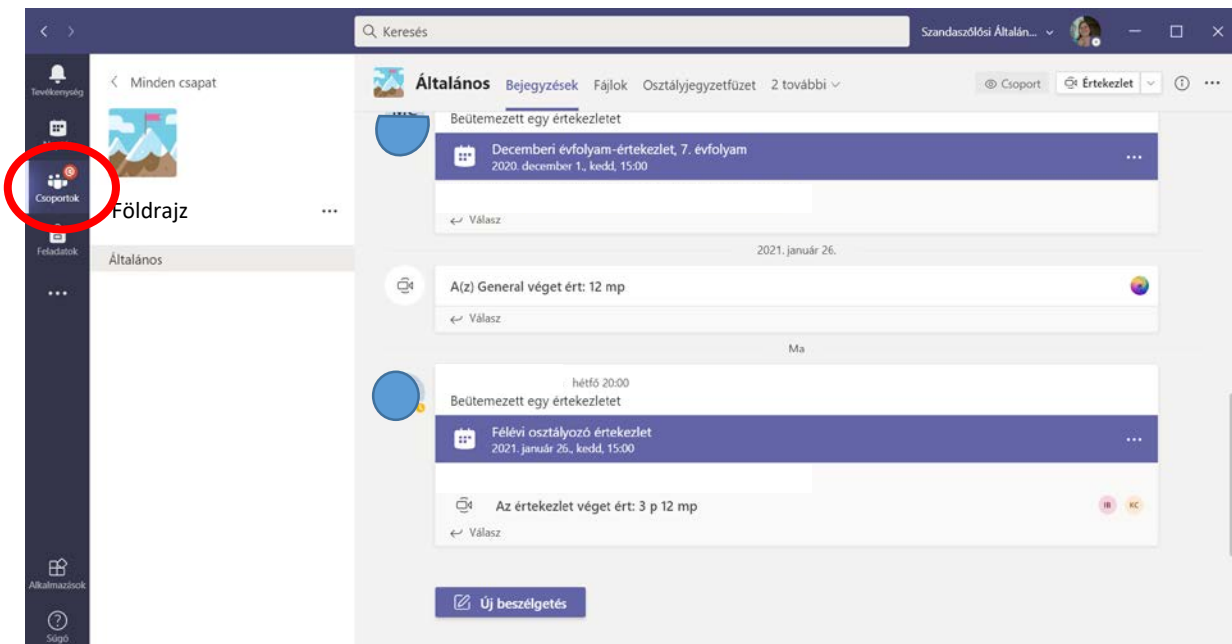 Keresés
Szandaszőlősi Általán...
Tevékenység
Csoportok
Feladatok
Alkalmazások
Súgó
Minden csapat
Földrajz
Általános
Általános
Bejegyzések
Fájlok
Osztályjegyzetfüzet
2 további
Csoport
Értekezlet
Beütemezett egy értekezletet
Decemberi évfolyam-értekezlet, 7. évfolyam
2020. december 1., kedd, 15:00
Válasz
2021. január 26.
A(z) General véget ért: 12 mp
Válasz
Ma
hétfő 20:00
Beütemezett egy értekezletet
Félévi osztályozó értekezlet
2021. január 26., kedd, 15:00
Az értekezlet véget ért: 3 p 12 mp
IB KC
Válasz
Új beszélgetés